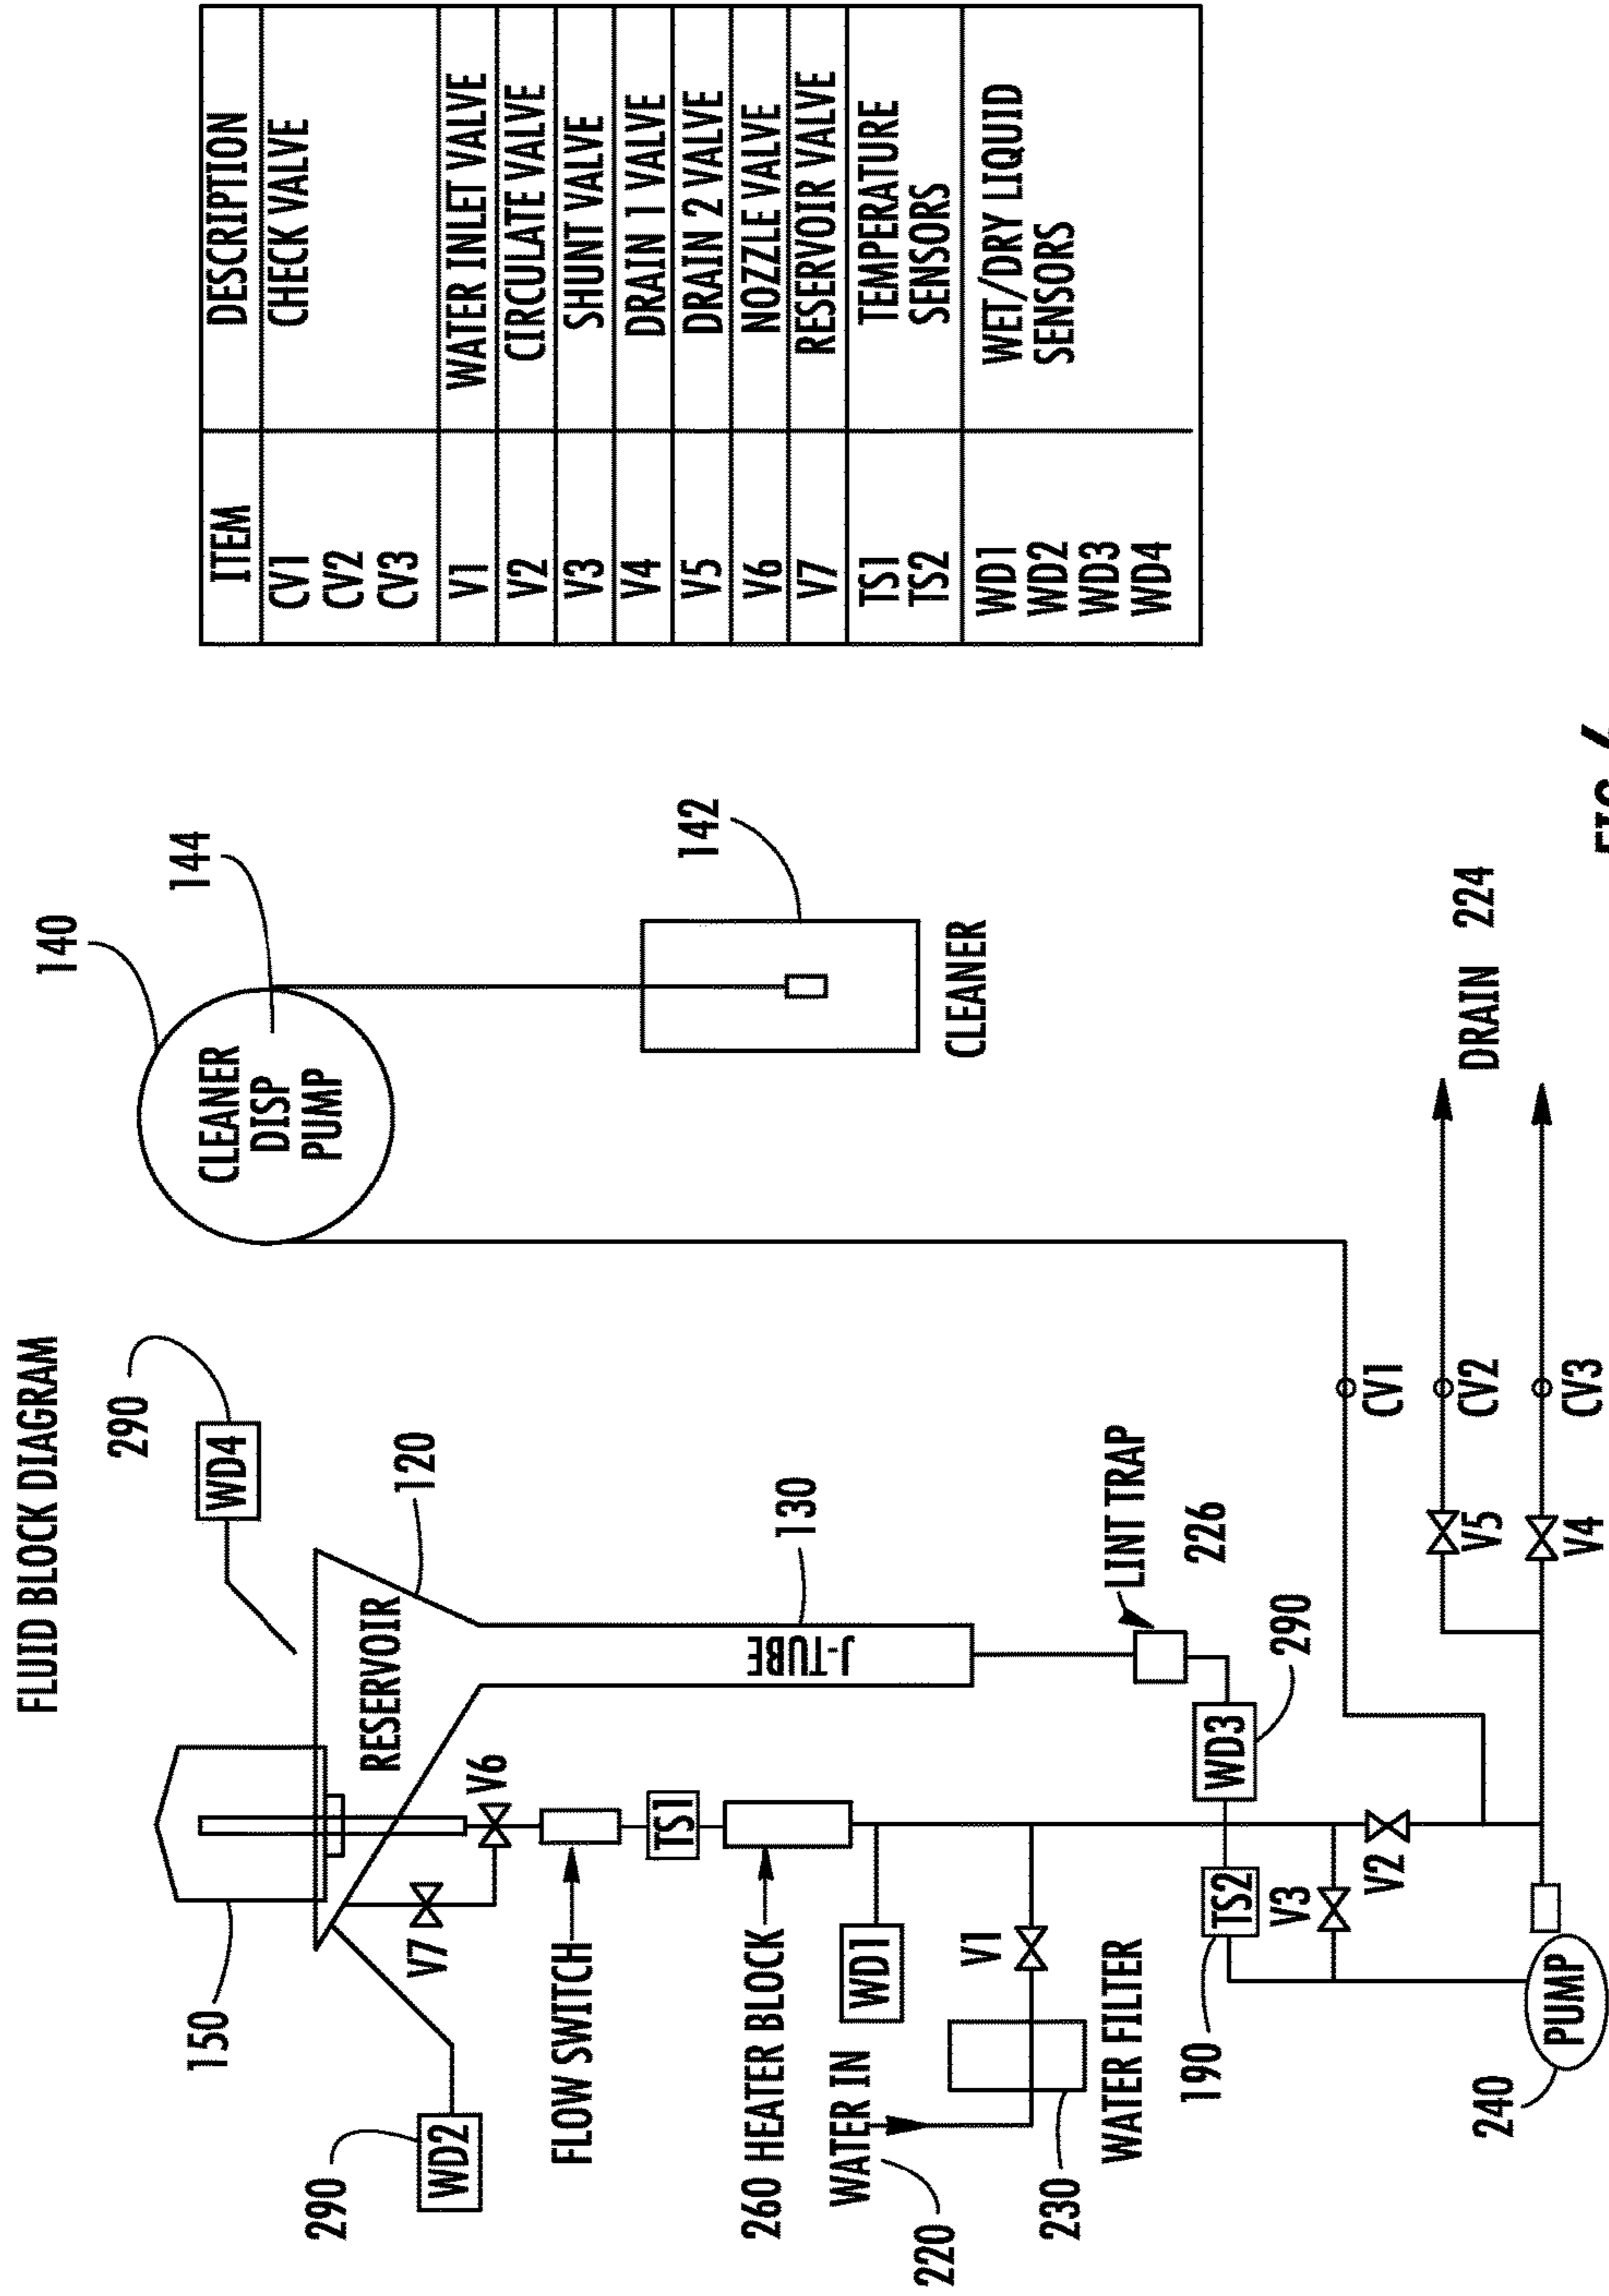 FLUID BLOCK DIAGRAM
150
290
WD2
V7
V6
RESERVOIR
120
290
WD4
140
CLEANER
DISP
PUMP
144
142
CLEANER
FLOW SWITCH
TS1
260 HEATER BLOCK
J-TUBE
130
WATER IN
220
WD1
V1
230
WATER FILTER
LINT TRAP
226
WD3
290
190
TS2
V3
V2
240
PUMP
CV1
V5
CV2
V4
CV3
DRAIN 224
ITEM DESCRIPTION
CV1 CHECK VALVE
CV2
CV3
V1 WATER INLET VALVE
V2 CIRCULATE VALVE
V3 SHUNT VALVE
V4 DRAIN 1 VALVE
V5 DRAIN 2 VALVE
V6 NOZZLE VALVE
V7 RESERVOIR VALVE
TS1 TEMPERATURE
TS2 SENSORS
WD1 WET/DRY LIQUID
WD2 SENSORS
WD3
WD4